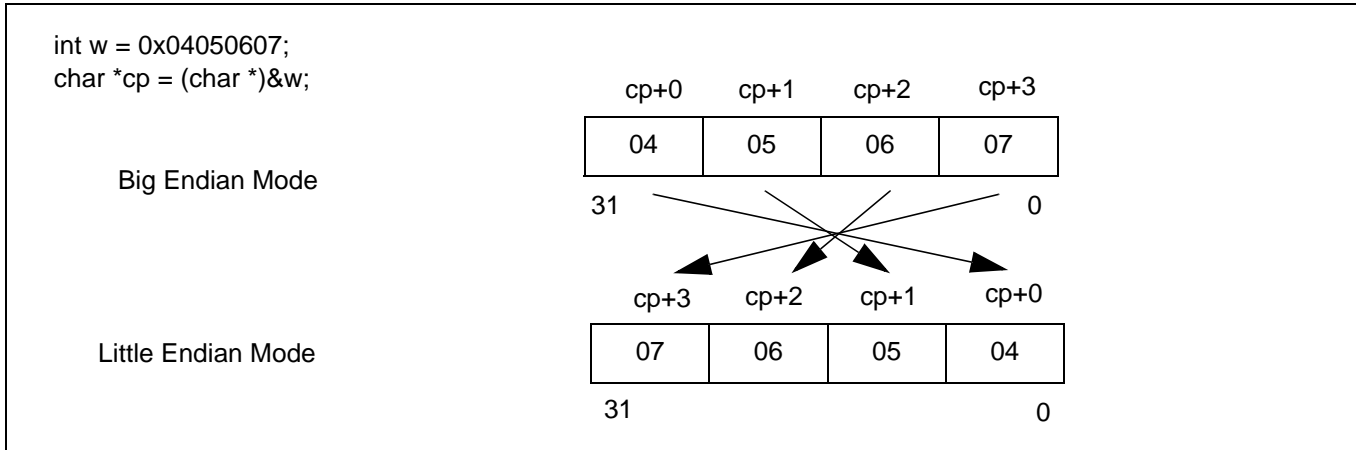 int w = 0x04050607;
char *cp = (char *)&w;
cp+0 cp+1 cp+2 cp+3
04 05 06 07
Big Endian Mode
31 0
cp+3 cp+2 cp+1 cp+0
Little Endian Mode
07 06 05 04
31 0